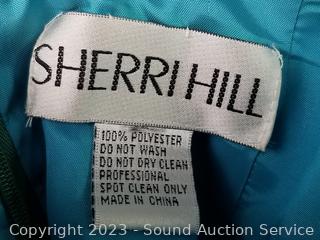 SHERRI HILL
100% POLYESTER
DO NOT WASH
DO NOT DRY CLEAN
PROFESSIONAL
SPOT CLEAN ONLY
MADE IN CHINA
Copyright 2023 - Sound Auction Service